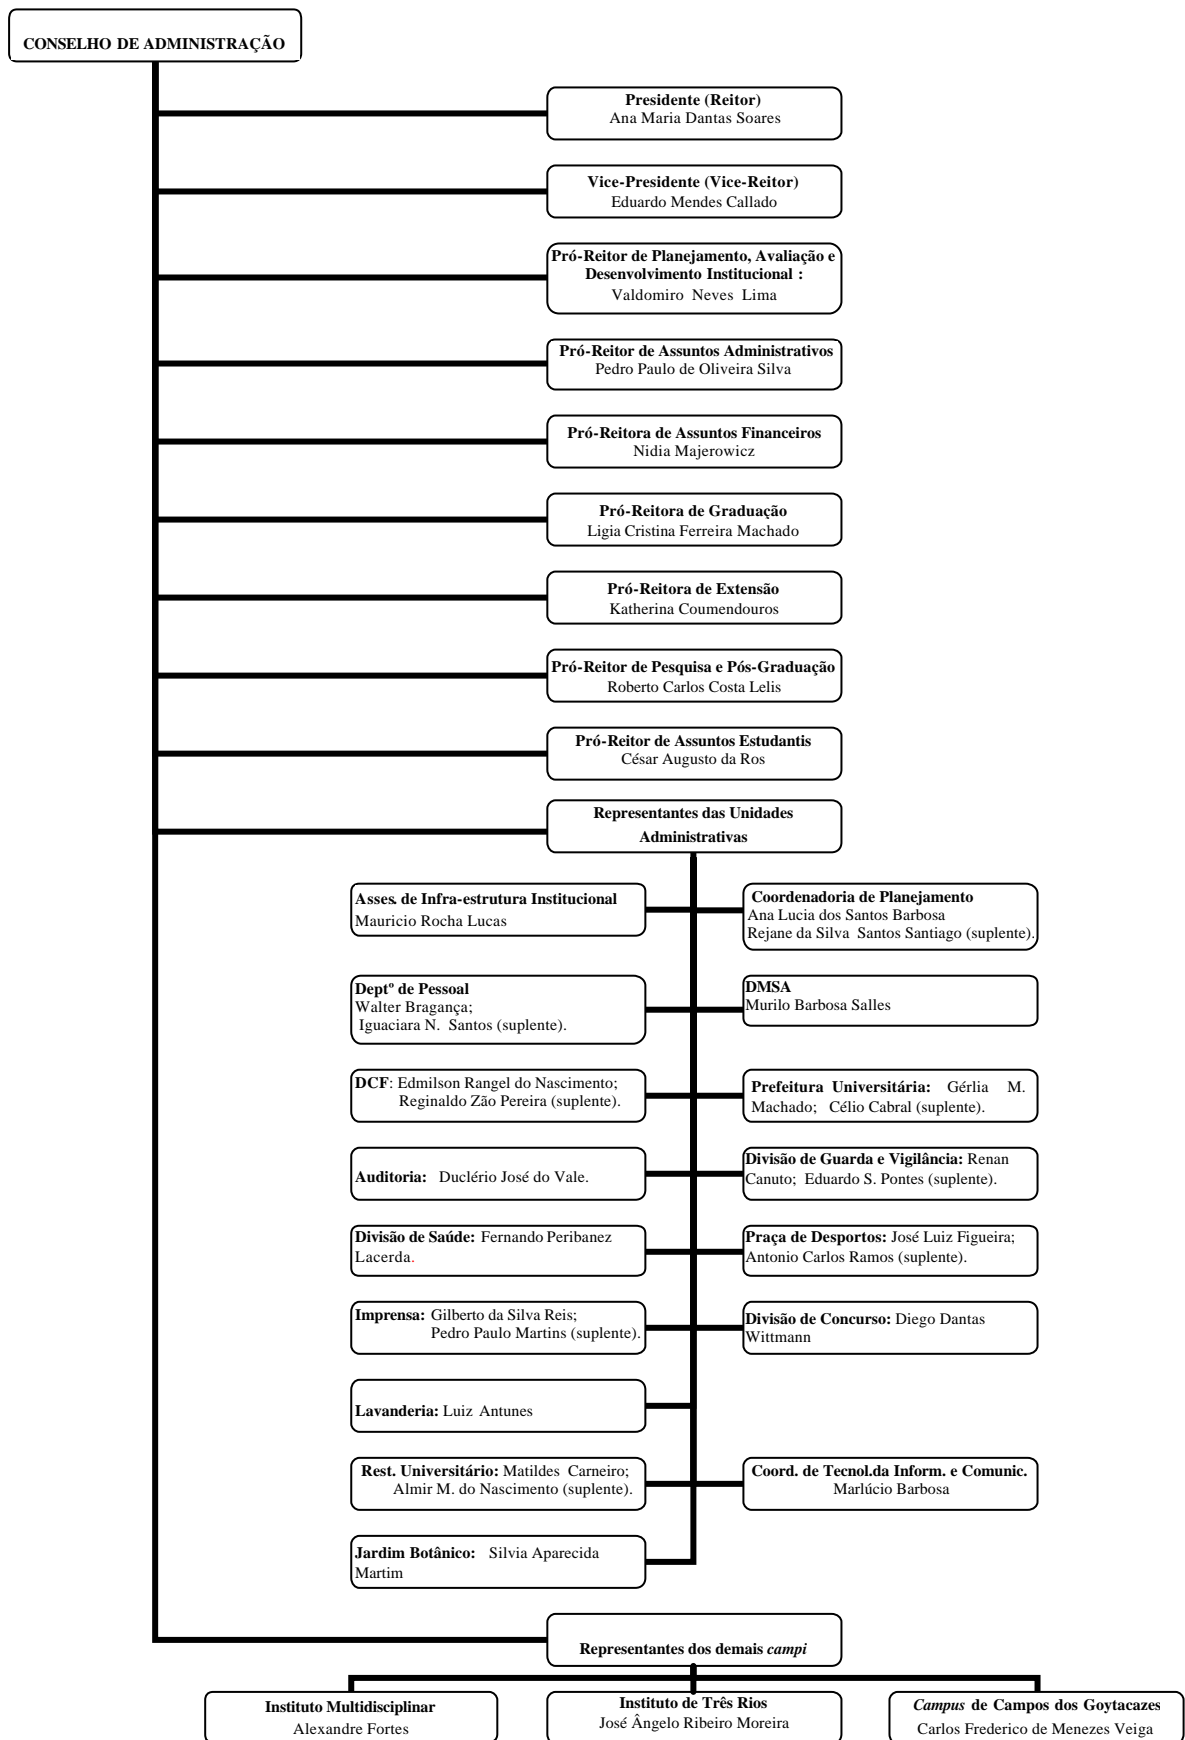 CONSELHO DE ADMINISTRAÇÃO
Presidente (Reitor)
Ana Maria Dantas Soares
Vice-Presidente (Vice-Reitor)
Eduardo Mendes Callado
Pró-Reitor de Planejamento, Avaliação e
Desenvolvimento Institucional :
Valdomiro Neves Lima
Pró-Reitor de Assuntos Administrativos
Pedro Paulo de Oliveira Silva
Pró-Reitora de Assuntos Financeiros
Nidia Majerowicz
Pró-Reitora de Graduação
Ligia Cristina Ferreira Machado
Pró-Reitora de Extensão
Katherina Coumendouros
Pró-Reitor de Pesquisa e Pós-Graduação
Roberto Carlos Costa Lelis
Pró-Reitor de Assuntos Estudantis
César Augusto da Ros
Representantes das Unidades
Administrativas
Asses. de Infra-estrutura Institucional
Mauricio Rocha Lucas
Coordenadoria de Planejamento
Ana Lucia dos Santos Barbosa
Rejane da Silva Santos Santiago (suplente).
Deptº de Pessoal
Walter Bragança;
Iguaciara N. Santos (suplente).
DMSA
Murilo Barbosa Salles
DCF: Edmilson Rangel do Nascimento;
Reginaldo Zão Pereira (suplente).
Prefeitura Universitária: Gérlia M.
Machado; Célio Cabral (suplente).
Auditoria: Duclério José do Vale.
Divisão de Guarda e Vigilância: Renan
Canuto; Eduardo S. Pontes (suplente).
Divisão de Saúde: Fernando Peribanez
Lacerda.
Praça de Desportos: José Luiz Figueira;
Antonio Carlos Ramos (suplente).
Imprensa: Gilberto da Silva Reis;
Pedro Paulo Martins (suplente).
Divisão de Concurso: Diego Dantas
Wittmann
Lavanderia: Luiz Antunes
Rest. Universitário: Matildes Carneiro;
Almir M. do Nascimento (suplente).
Coord. de Tecnol.da Inform. e Comunic.
Marlúcio Barbosa
Jardim Botânico: Silvia Aparecida
Martim
Representantes dos demais campi
Instituto Multidisciplinar
Alexandre Fortes
Instituto de Três Rios
José Ângelo Ribeiro Moreira
Campus de Campos dos Goytacazes
Carlos Frederico de Menezes Veiga